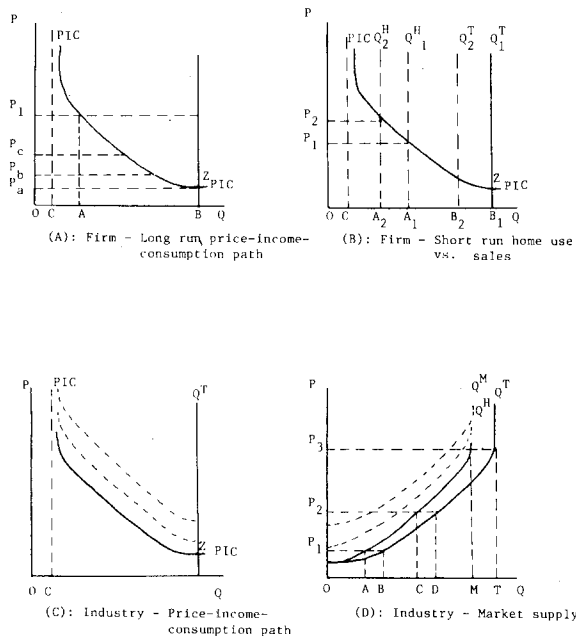 P
PIC
P1
Pc
Pb
Pa
Z
PIC
O C A B Q
(A): Firm - Long run price-income-
consumption path
P
PIC Q2H Q1H Q2T Q1T
P2
P1
Z
PIC
O C A2 A1 B2 B1 Q
(B): Firm - Short run home use
vs. sales
P
PIC
QT
Z
PIC
O C Q
(C): Industry - Price-income-
consumption path
P
QM
QT
QH
P3
P2
P1
O A B C D M T Q
(D): Industry - Market supply